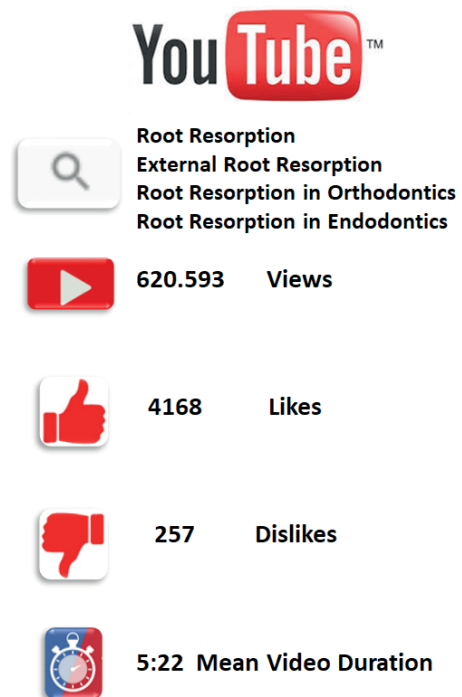 YouTube™
Root Resorption
External Root Resorption
Root Resorption in Orthodontics
Root Resorption in Endodontics
620.593 Views
4168 Likes
257 Dislikes
5:22 Mean Video Duration